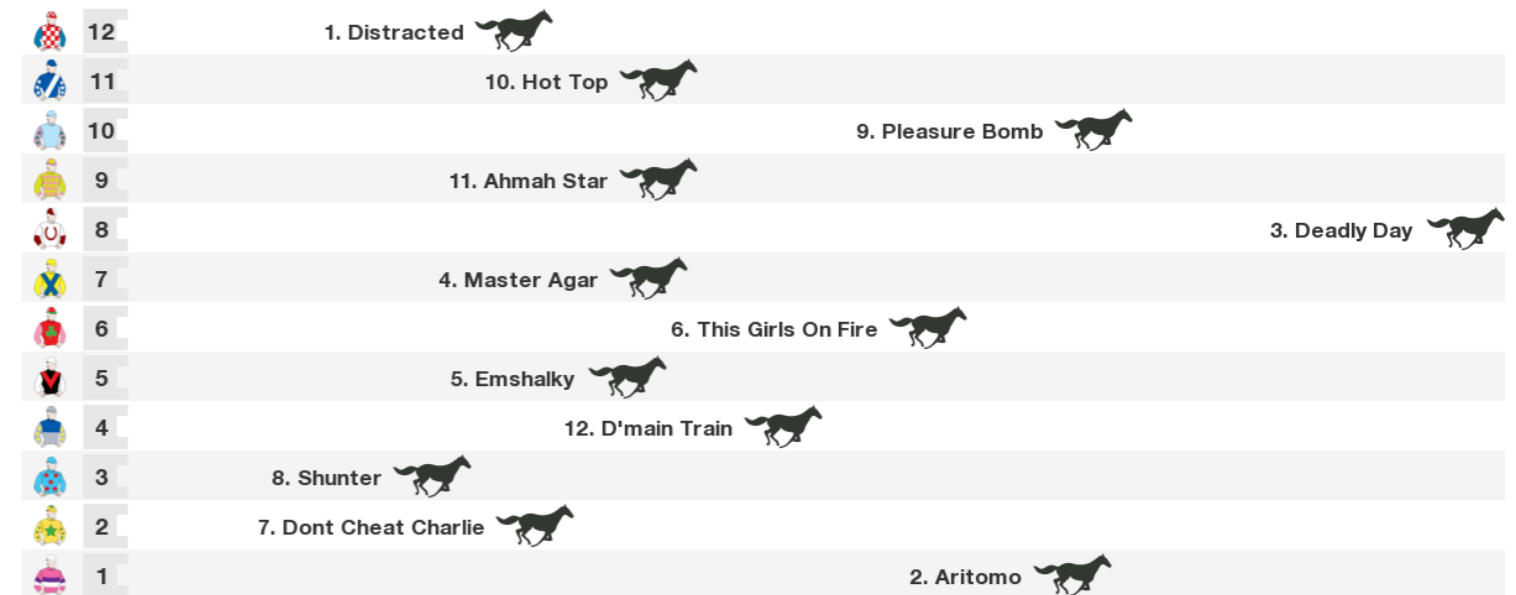 12 1. Distracted
11 10. Hot Top
10 9. Pleasure Bomb
9 11. Ahmah Star
8 3. Deadly Day
7 4. Master Agar
6 6. This Girls On Fire
5 5. Emshalky
4 12. D'main Train
3 8. Shunter
2 7. Dont Cheat Charlie
1 2. Aritomo